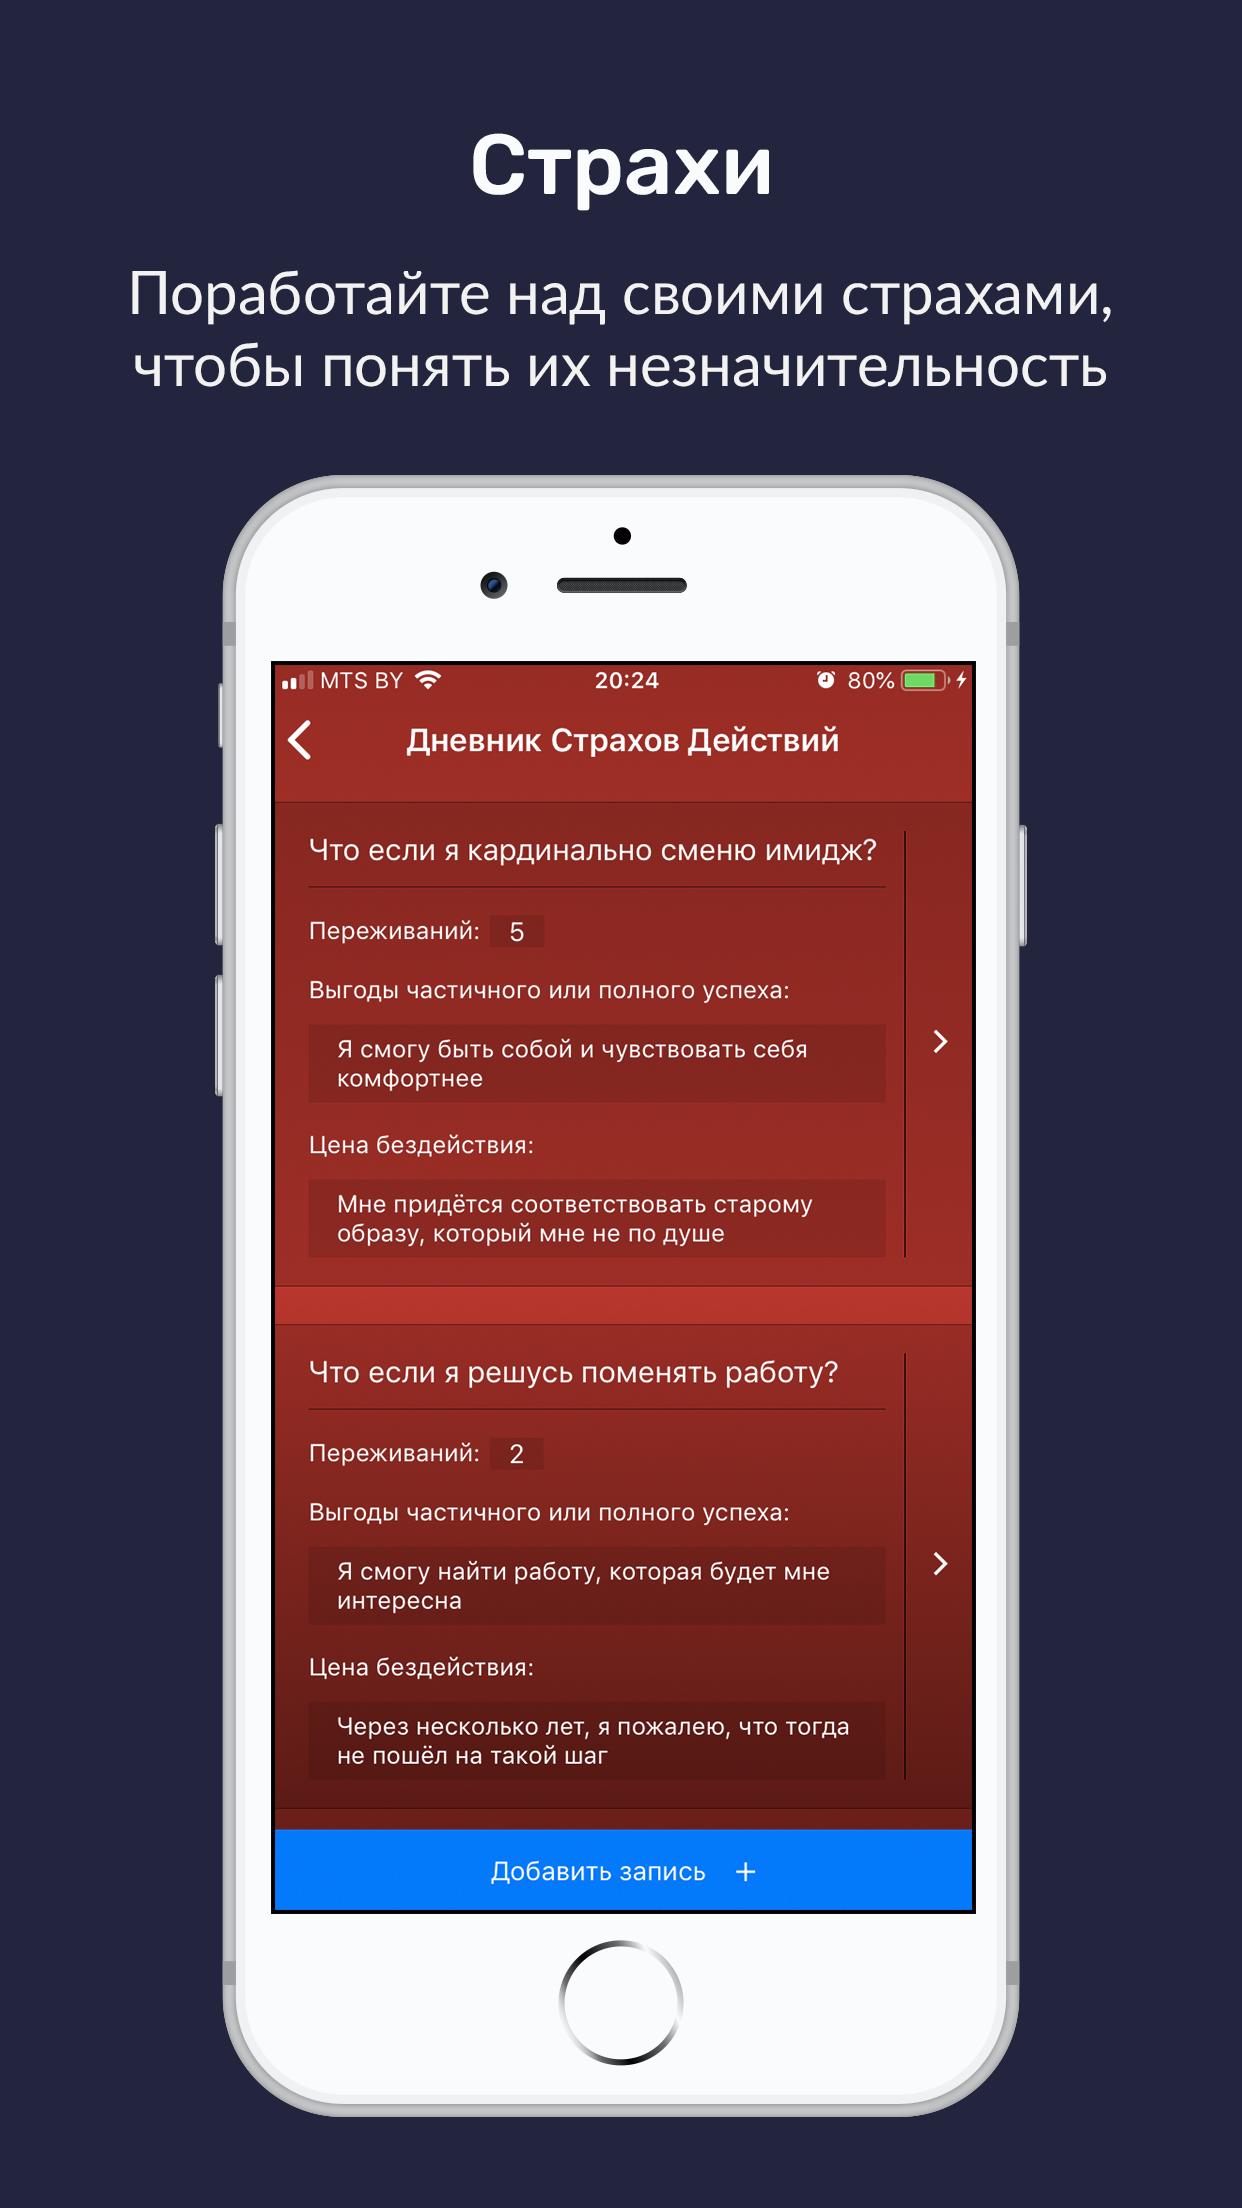 Страхи
Поработайте над своими страхами,
чтобы понять их незначительность
MTS BY 20:24 80%
Дневник Страхов Действий
Что если я кардинально сменю имидж?
Переживаний: 5
Выгоды частичного или полного успеха:
Я смогу быть собой и чувствовать себя
комфортнее
Цена бездействия:
Мне придётся соответствовать старому
образу, который мне не по душе
Что если я решусь поменять работу?
Переживаний: 2
Выгоды частичного или полного успеха:
Я смогу найти работу, которая будет мне
интересна
Цена бездействия:
Через несколько лет, я пожалею, что тогда
не пошёл на такой шаг
Добавить запись +